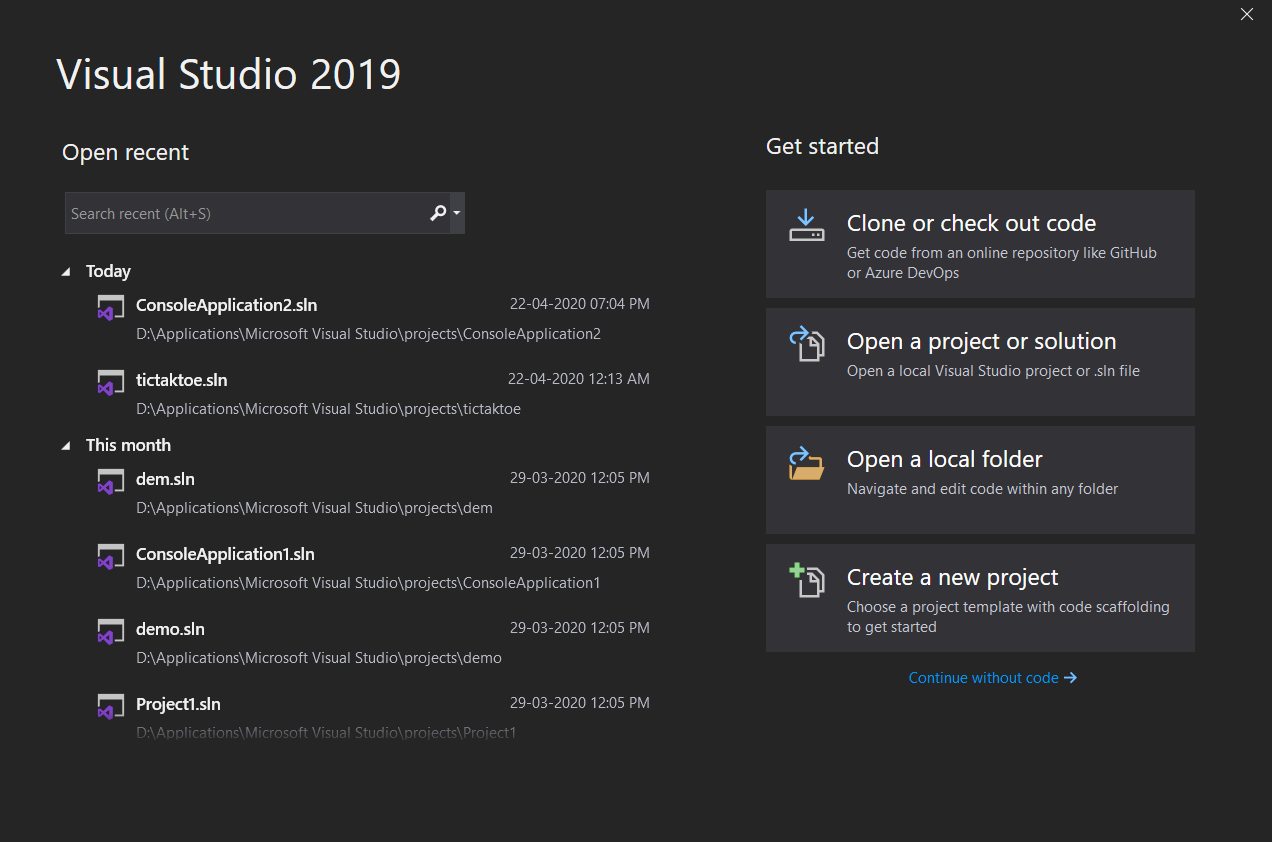 Visual Studio 2019
Open recent
Search recent (Alt+S)
Today
ConsoleApplication2.sln 22-04-2020 07:04 PM
D:\Applications\Microsoft Visual Studio\projects\ConsoleApplication2
tictaktoe.sln 22-04-2020 12:13 AM
D:\Applications\Microsoft Visual Studio\projects\tictaktoe
This month
dem.sln 29-03-2020 12:05 PM
D:\Applications\Microsoft Visual Studio\projects\dem
ConsoleApplication1.sln 29-03-2020 12:05 PM
D:\Applications\Microsoft Visual Studio\projects\ConsoleApplication1
demo.sln 29-03-2020 12:05 PM
D:\Applications\Microsoft Visual Studio\projects\demo
Project1.sln 29-03-2020 12:05 PM
D:\Applications\Microsoft Visual Studio\projects\Project1
Get started
Clone or check out code
Get code from an online repository like GitHub
or Azure DevOps
Open a project or solution
Open a local Visual Studio project or .sln file
Open a local folder
Navigate and edit code within any folder
Create a new project
Choose a project template with code scaffolding
to get started
Continue without code →